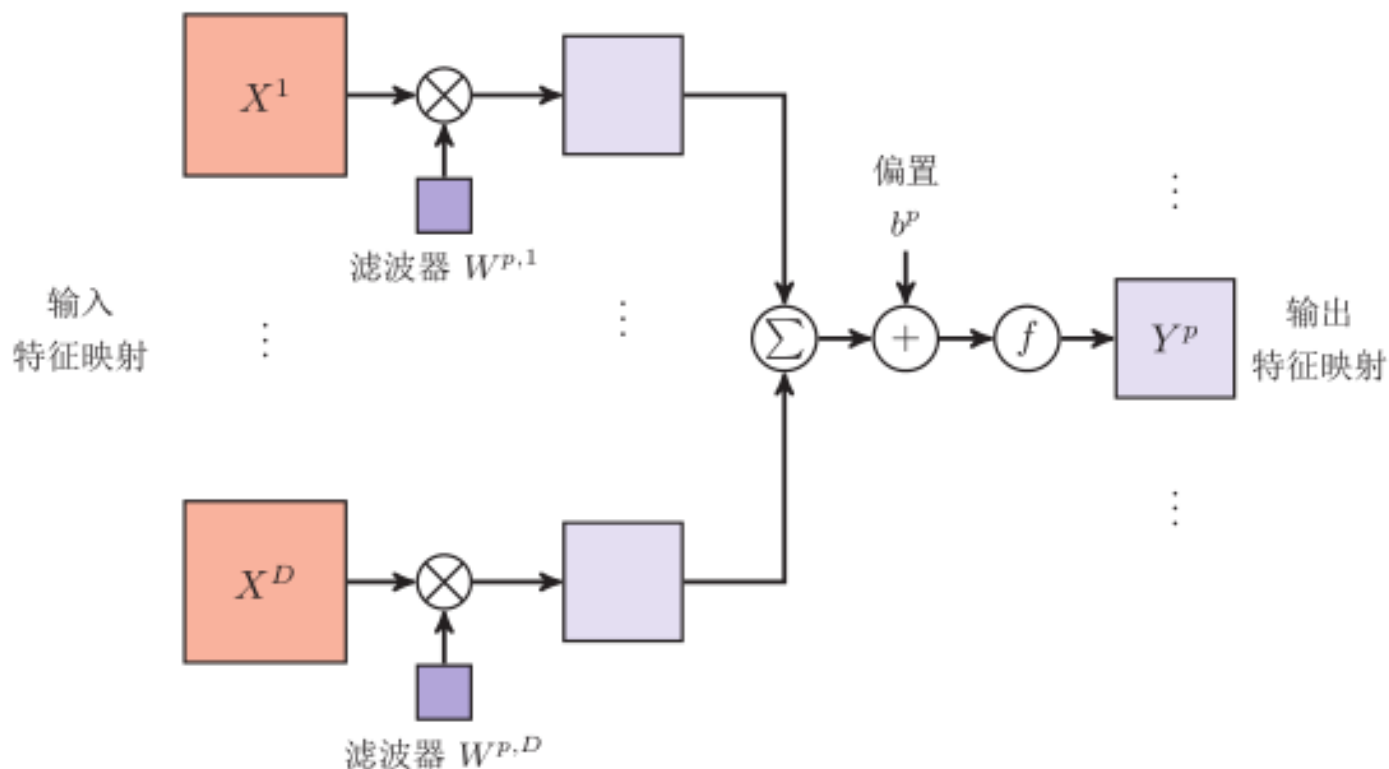 X^1
滤波器 W^{p,1}
输入
特征映射
⋮
⋮
偏置
b^p
∑
+
f
⋮
Y^p
输出
特征映射
⋮
X^D
滤波器 W^{p,D}